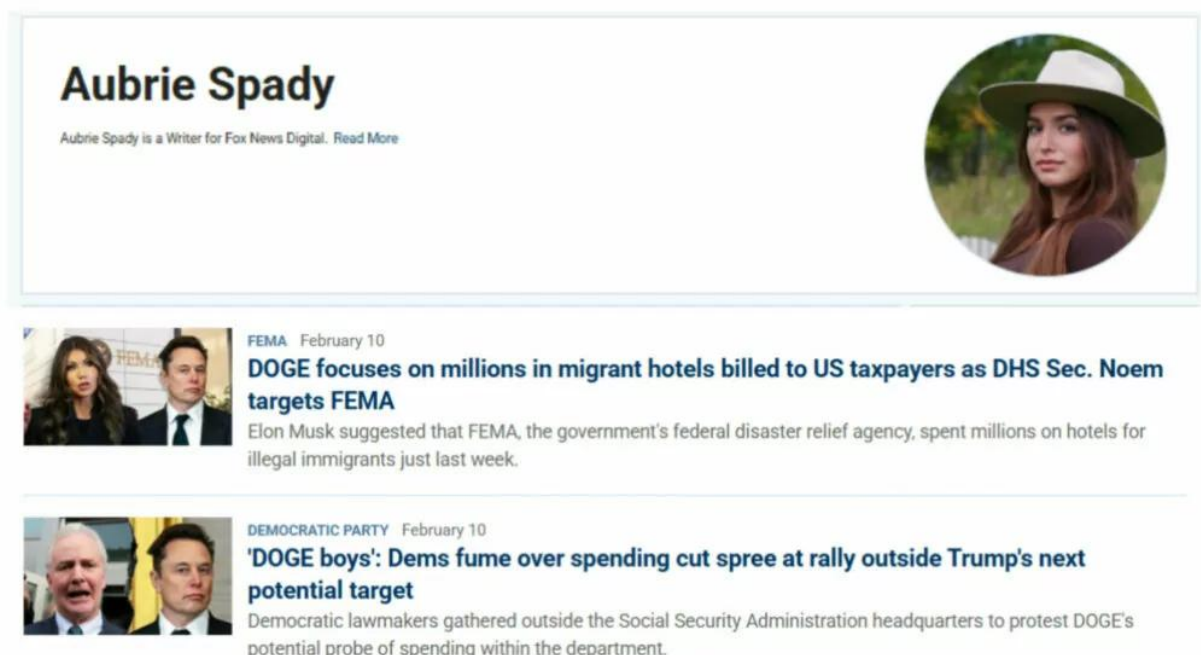 Aubrie Spady
Aubrie Spady is a Writer for Fox News Digital. Read More
FEMA
FEMA February 10
DOGE focuses on millions in migrant hotels billed to US taxpayers as DHS Sec. Noem
targets FEMA
Elon Musk suggested that FEMA, the government's federal disaster relief agency, spent millions on hotels for
illegal immigrants just last week.
DEMOCRATIC PARTY February 10
'DOGE boys': Dems fume over spending cut spree at rally outside Trump's next
potential target
Democratic lawmakers gathered outside the Social Security Administration headquarters to protest DOGE's
potential probe of spending within the department.